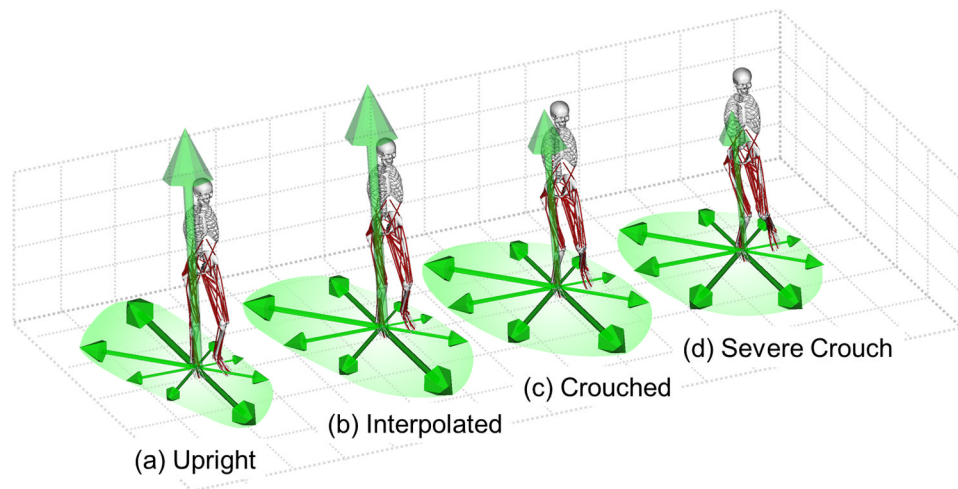 (a) Upright
(b) Interpolated
(c) Crouched
(d) Severe Crouch